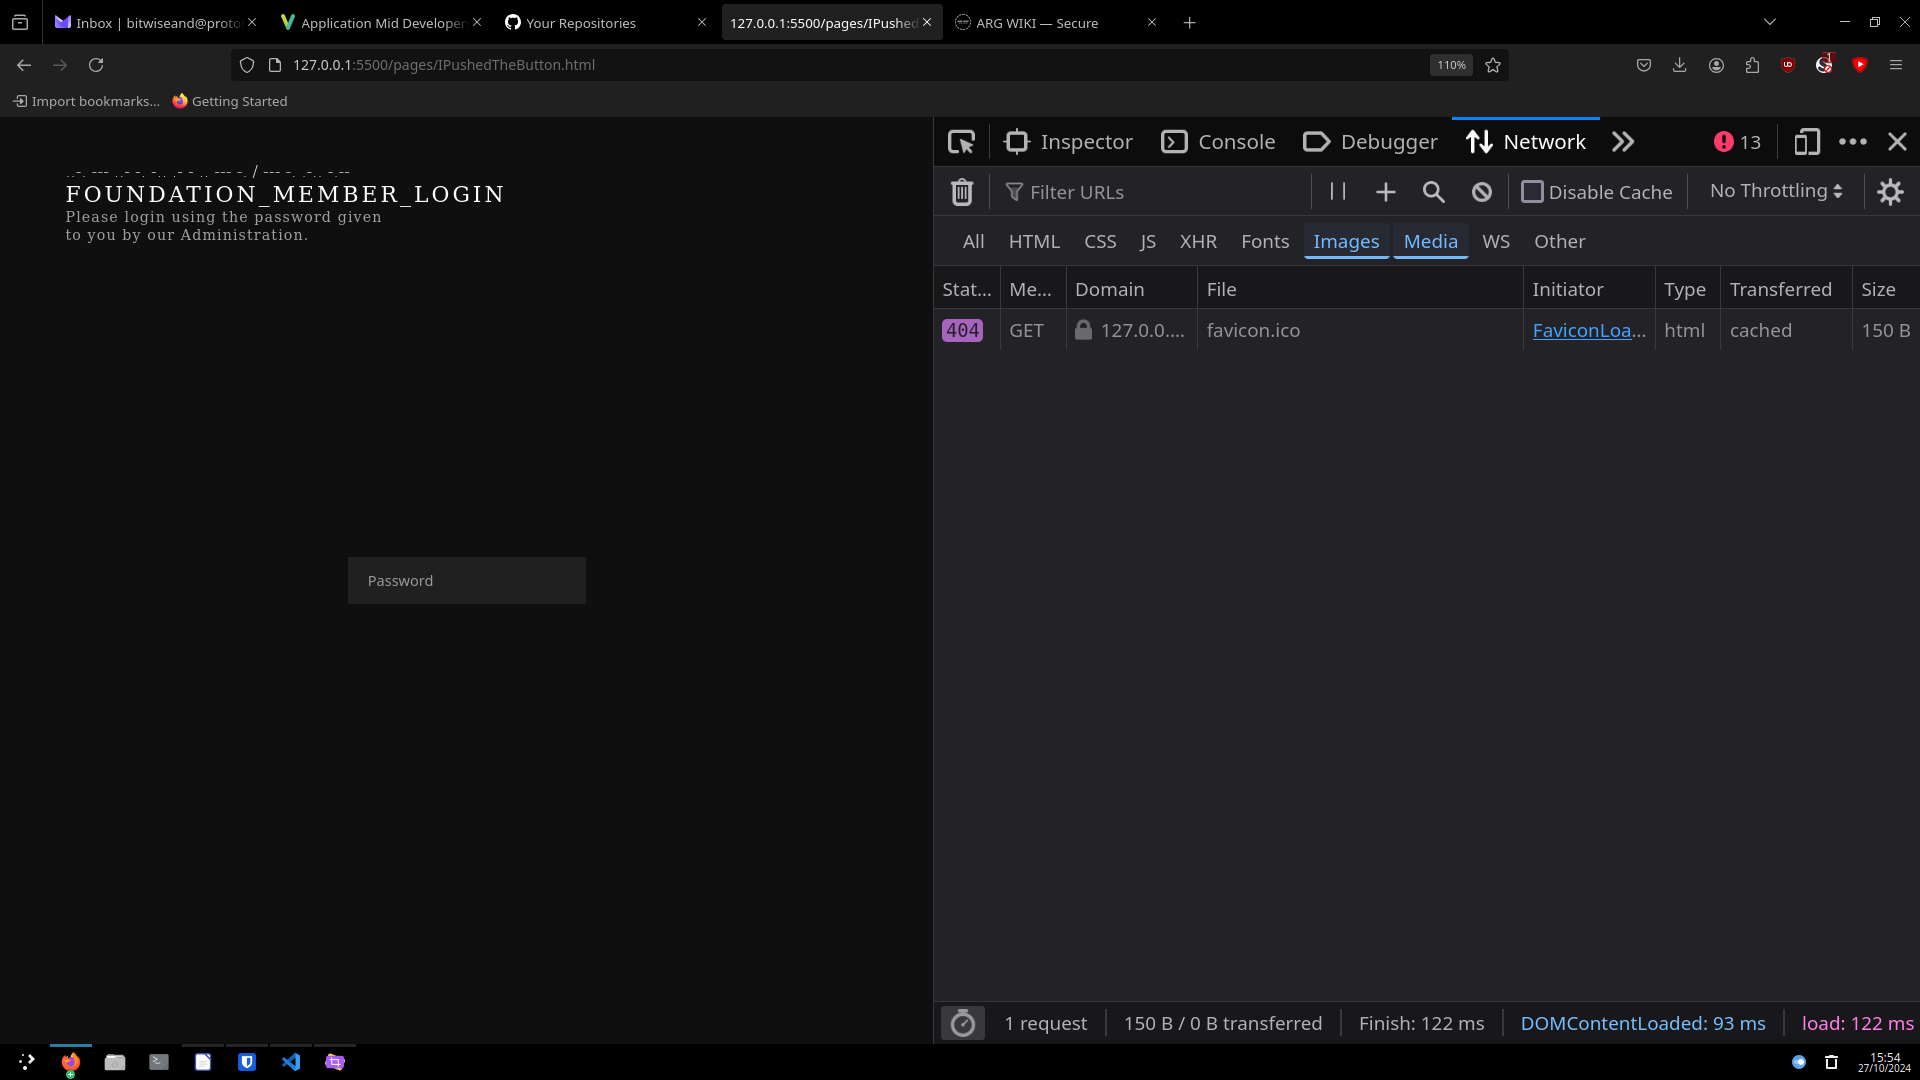 Inbox | bitwiseand@proto
Application Mid Developer
Your Repositories
127.0.0.1:5500/pages/IPushed
ARG WIKI — Secure
127.0.0.1:5500/pages/IPushedTheButton.html
110%
1
Import bookmarks...
Getting Started
FOUNDATION_MEMBER_LOGIN
Please login using the password given
to you by our Administration.
Password
Inspector
Console
Debugger
Network
13
Filter URLs
Disable Cache
No Throttling
All HTML CSS JS XHR Fonts Images Media WS Other
Stat... Me... Domain File Initiator Type Transferred Size
404 GET 127.0.0.... favicon.ico FaviconLoa... html cached 150 B
1 request
150 B / 0 B transferred
Finish: 122 ms
DOMContentLoaded: 93 ms
load: 122 ms
15:54
27/10/2024